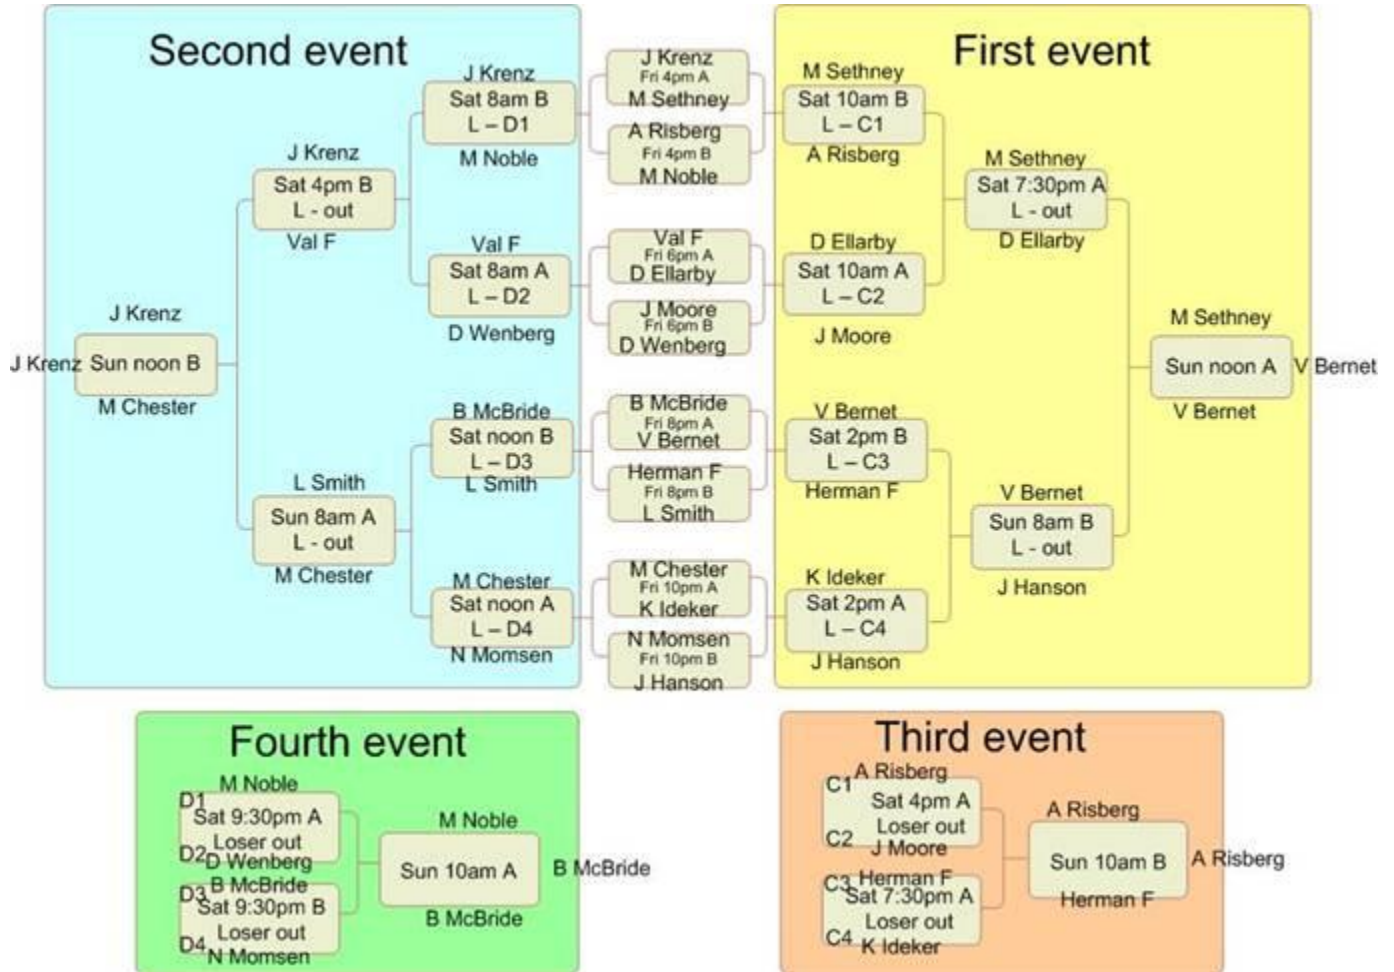 Second event
J Krenz
Sat 8am B
L – D1
M Noble
J Krenz
Sat 4pm B
L - out
Val F
Val F
Sat 8am A
L – D2
D Wenberg
J Krenz
J Krenz
Sun noon B
M Chester
B McBride
Sat noon B
L – D3
L Smith
L Smith
Sun 8am A
L - out
M Chester
M Chester
Sat noon A
L – D4
N Momsen
J Krenz
Fri 4pm A
M Sethney
A Risberg
Fri 4pm B
M Noble
Val F
Fri 6pm A
D Ellarby
J Moore
Fri 6pm B
D Wenberg
B McBride
Fri 8pm A
V Bernet
Herman F
Fri 8pm B
L Smith
M Chester
Fri 10pm A
K Ideker
N Momsen
Fri 10pm B
J Hanson
First event
M Sethney
Sat 10am B
L – C1
A Risberg
M Sethney
Sat 7:30pm A
L - out
D Ellarby
D Ellarby
Sat 10am A
L – C2
J Moore
M Sethney
Sun noon A
V Bernet
V Bernet
V Bernet
Sat 2pm B
L – C3
Herman F
V Bernet
Sun 8am B
L - out
J Hanson
K Ideker
Sat 2pm A
L – C4
J Hanson
Fourth event
M Noble
D1
Sat 9:30pm A
Loser out
D2
D Wenberg
B McBride
D3
Sat 9:30pm B
Loser out
D4
N Momsen
M Noble
Sun 10am A
B McBride
B McBride
Third event
A Risberg
C1
Sat 4pm A
Loser out
C2
J Moore
Herman F
C3
Sat 7:30pm A
Loser out
C4
K Ideker
A Risberg
Sun 10am B
A Risberg
Herman F